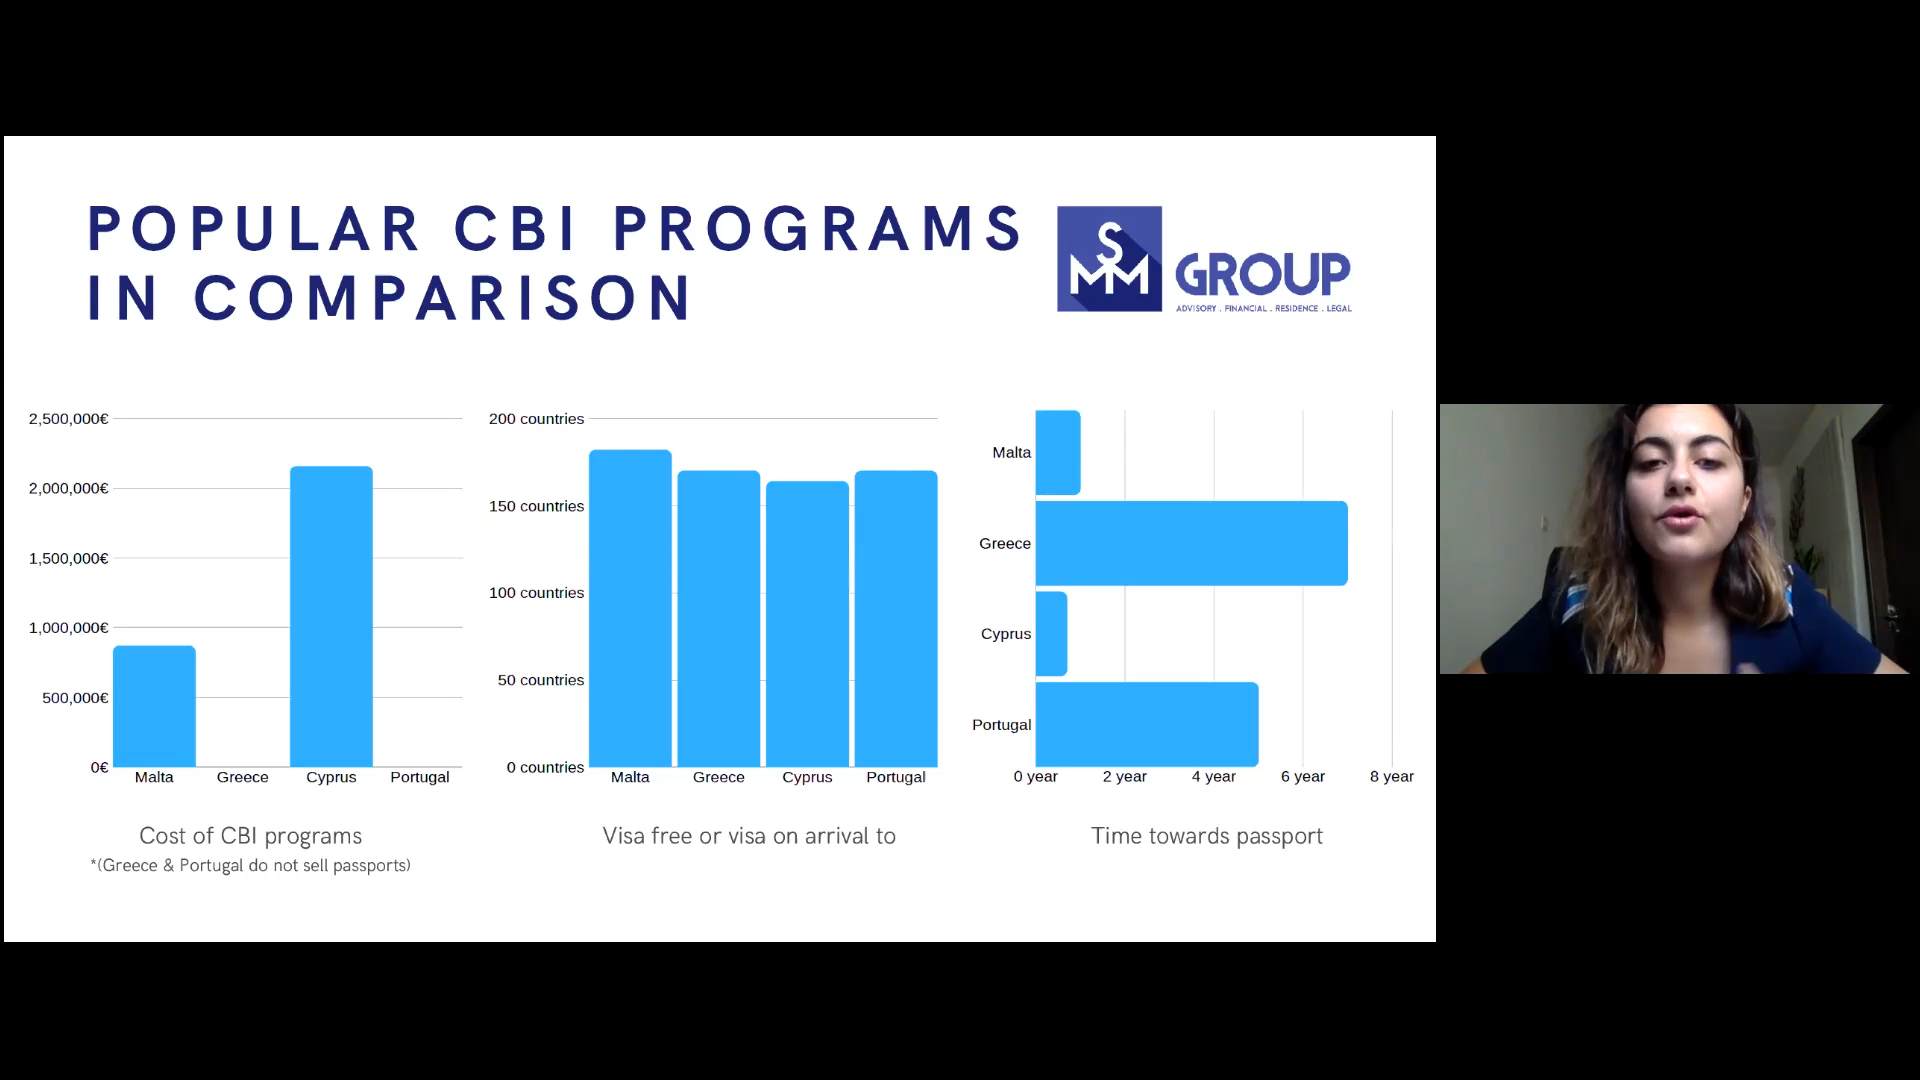 POPULAR CBI PROGRAMS
IN COMPARISON
SMM
GROUP
ADVISORY . FINANCIAL . RESIDENCE . LEGAL
2,500,000€
2,000,000€
1,500,000€
1,000,000€
500,000€
0€
Malta Greece Cyprus Portugal
Cost of CBI programs
*(Greece & Portugal do not sell passports)
200 countries
150 countries
100 countries
50 countries
0 countries
Malta Greece Cyprus Portugal
Visa free or visa on arrival to
Malta
Greece
Cyprus
Portugal
0 year 2 year 4 year 6 year 8 year
Time towards passport